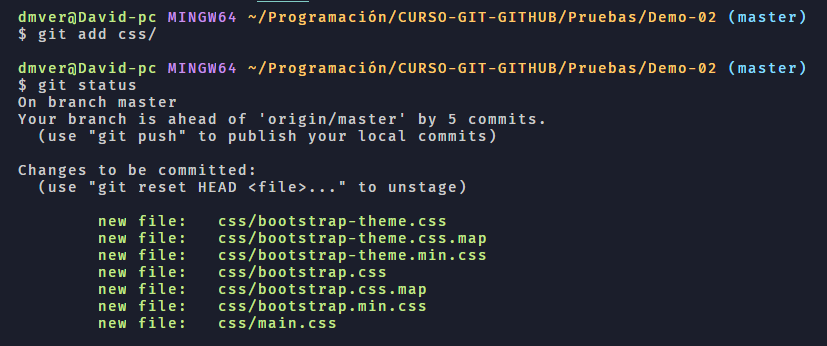 dmver@David-pc MINGW64 ~/Programación/CURSO-GIT-GITHUB/Pruebas/Demo-02 (master)
$ git add css/
dmver@David-pc MINGW64 ~/Programación/CURSO-GIT-GITHUB/Pruebas/Demo-02 (master)
$ git status
On branch master
Your branch is ahead of 'origin/master' by 5 commits.
  (use "git push" to publish your local commits)
Changes to be committed:
  (use "git reset HEAD <file>..." to unstage)
        new file:   css/bootstrap-theme.css
        new file:   css/bootstrap-theme.css.map
        new file:   css/bootstrap-theme.min.css
        new file:   css/bootstrap.css
        new file:   css/bootstrap.css.map
        new file:   css/bootstrap.min.css
        new file:   css/main.css